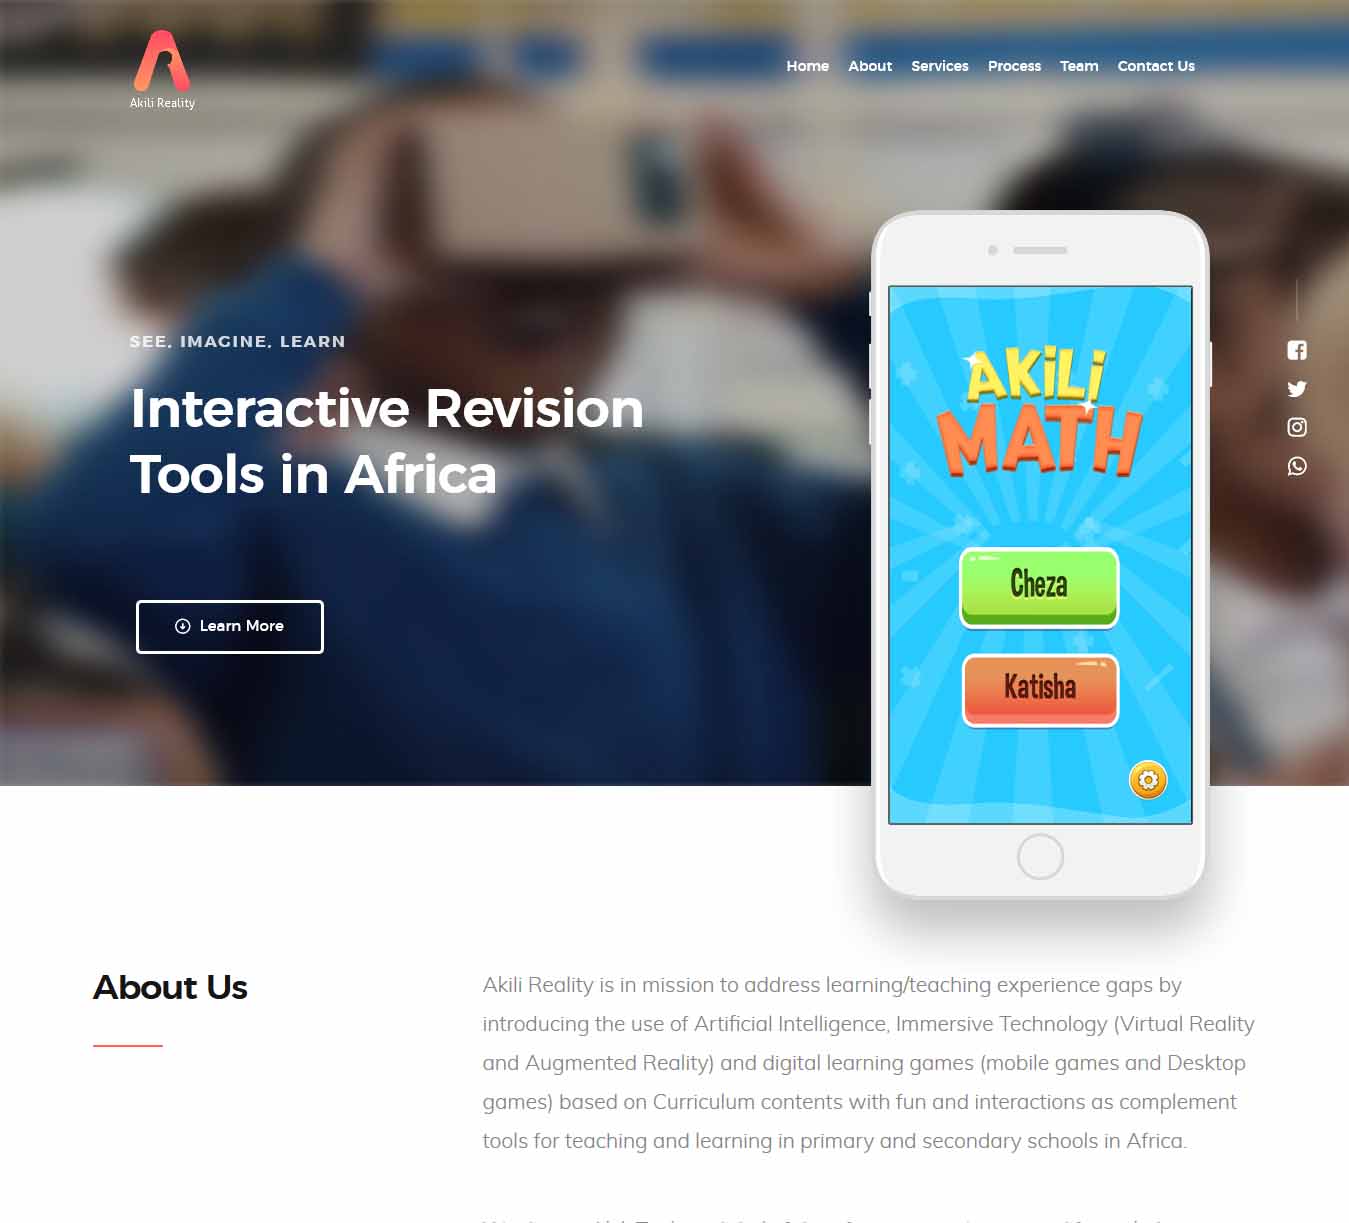 Akili Reality
Home About Services Process Team Contact Us
SEE, IMAGINE, LEARN
Interactive Revision
Tools in Africa
Learn More
AKiLi
MATH
Cheza
Katisha
About Us
Akili Reality is in mission to address learning/teaching experience gaps by
introducing the use of Artificial Intelligence, Immersive Technology (Virtual Reality
and Augmented Reality) and digital learning games (mobile games and Desktop
games) based on Curriculum contents with fun and interactions as complement
tools for teaching and learning in primary and secondary schools in Africa.